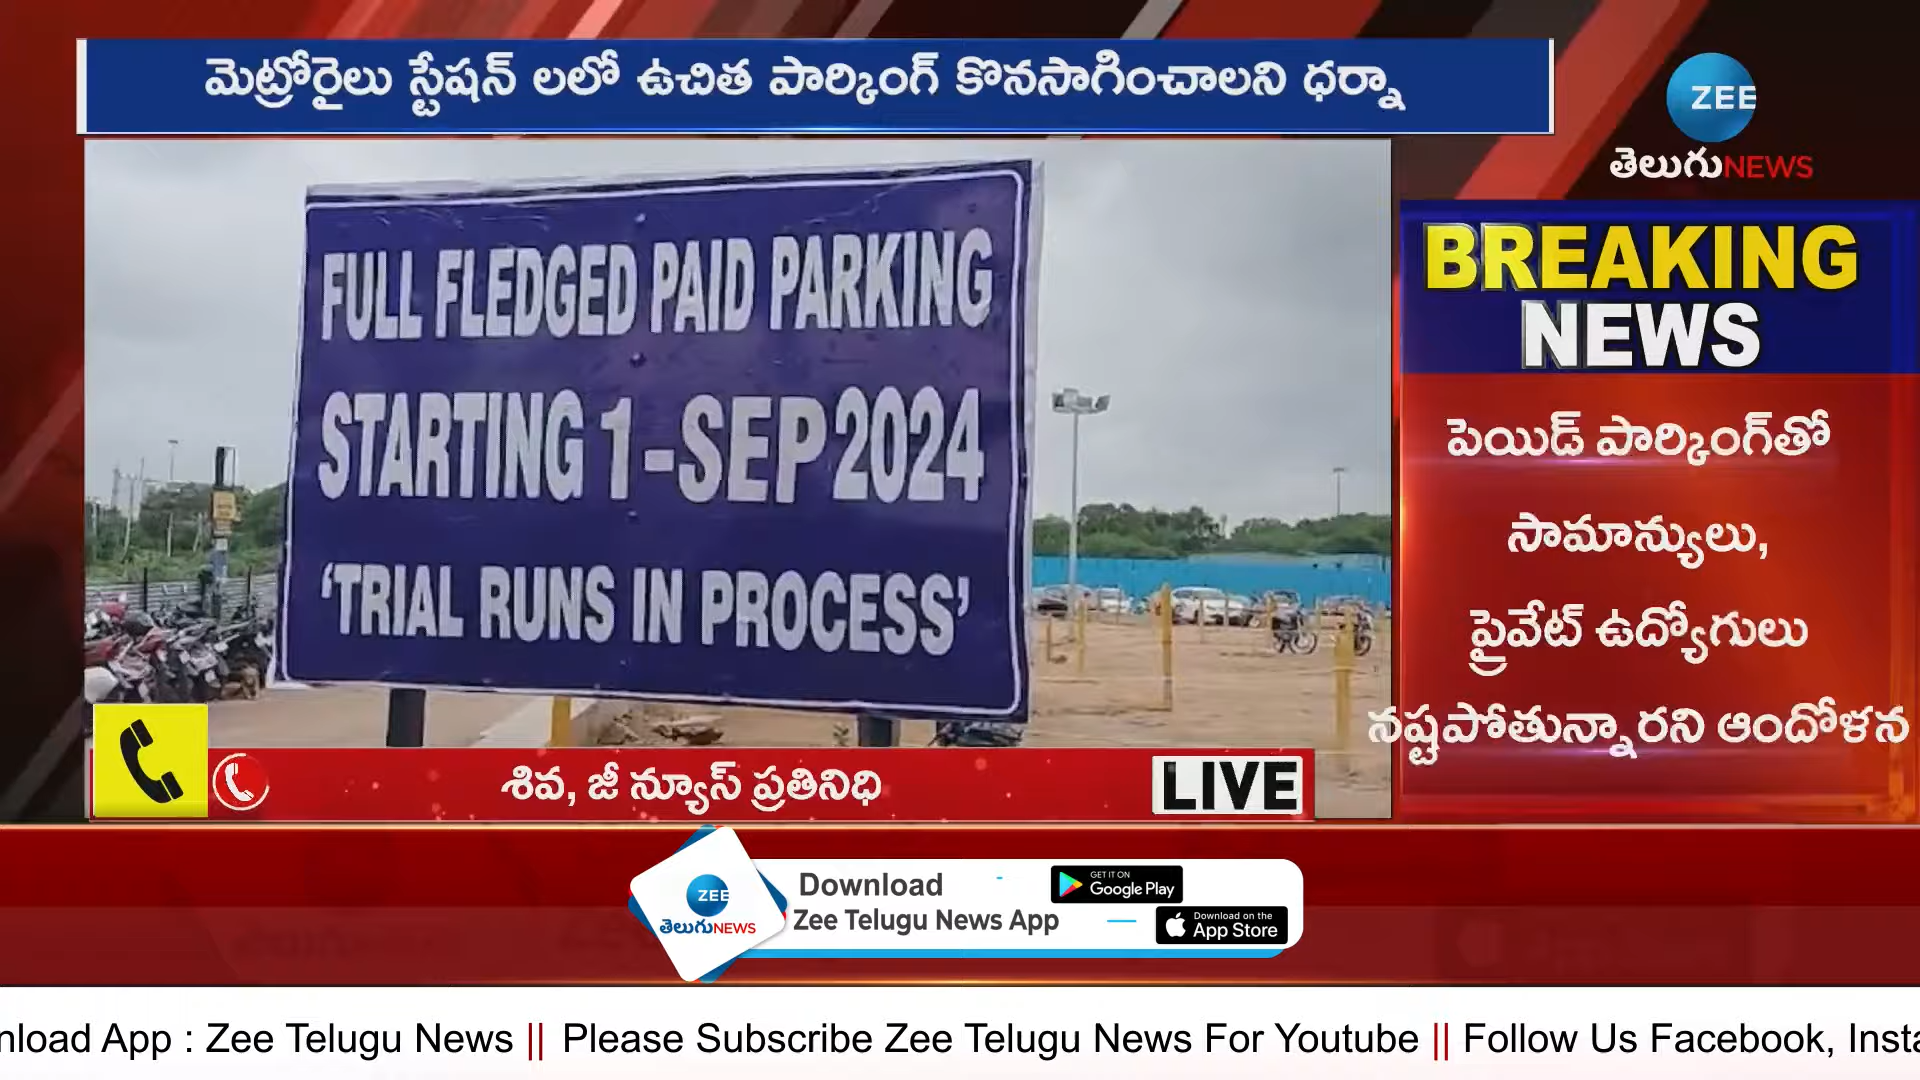 మెట్రోరైలు స్టేషన్ లలో ఉచిత పార్కింగ్ కొనసాగించాలని ధర్నా
ZEE
తెలుగు NEWS
FULL FLEDGED PAID PARKING
STARTING 1-SEP 2024
'TRIAL RUNS IN PROCESS'
BREAKING
NEWS
పెయిడ్ పార్కింగ్‌తో
సామాన్యులు,
ప్రైవేట్ ఉద్యోగులు
నష్టపోతున్నారని ఆందోళన
శివ, జీ న్యూస్ ప్రతినిధి
LIVE
ZEE
తెలుగు NEWS
Download
Zee Telugu News App
GET IT ON
Google Play
Download on the
App Store
nload App : Zee Telugu News || Please Subscribe Zee Telugu News For Youtube || Follow Us Facebook, Insta